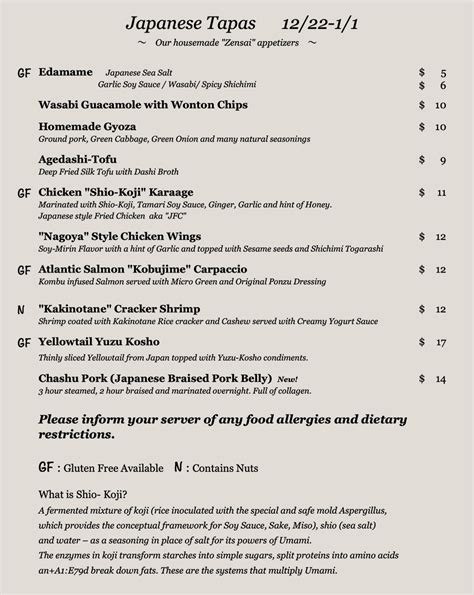 Japanese Tapas 12/22-1/1
～ Our housemade "Zensai" appetizers ～
GF Edamame Japanese Sea Salt $ 5
Garlic Soy Sauce / Wasabi/ Spicy Shichimi $ 6
Wasabi Guacamole with Wonton Chips $ 10
Homemade Gyoza $ 10
Ground pork, Green Cabbage, Green Onion and many natural seasonings
Agedashi-Tofu $ 9
Deep Fried Silk Tofu with Dashi Broth
GF Chicken "Shio-Koji" Karaage $ 11
Marinated with Shio-Koji, Tamari Soy Sauce, Ginger, Garlic and hint of Honey.
Japanese style Fried Chicken aka "JFC"
"Nagoya" Style Chicken Wings $ 12
Soy-Mirin Flavor with a hint of Garlic and topped with Sesame seeds and Shichimi Togarashi
GF Atlantic Salmon "Kobujime" Carpaccio $ 12
Kombu infused Salmon served with Micro Green and Original Ponzu Dressing
N "Kakinotane" Cracker Shrimp $ 12
Shrimp coated with Kakinotane Rice cracker and Cashew served with Creamy Yogurt Sauce
GF Yellowtail Yuzu Kosho $ 17
Thinly sliced Yellowtail from Japan topped with Yuzu-Kosho condiments.
Chashu Pork (Japanese Braised Pork Belly) New! $ 14
3 hour steamed, 2 hour braised and marinated overnight. Full of collagen.
Please inform your server of any food allergies and dietary
restrictions.
GF : Gluten Free Available N : Contains Nuts
What is Shio- Koji?
A fermented mixture of koji (rice inoculated with the special and safe mold Aspergillus,
which provides the conceptual framework for Soy Sauce, Sake, Miso), shio (sea salt)
and water – as a seasoning in place of salt for its powers of Umami.
The enzymes in koji transform starches into simple sugars, split proteins into amino acids
an+A1:E79d break down fats. These are the systems that multiply Umami.